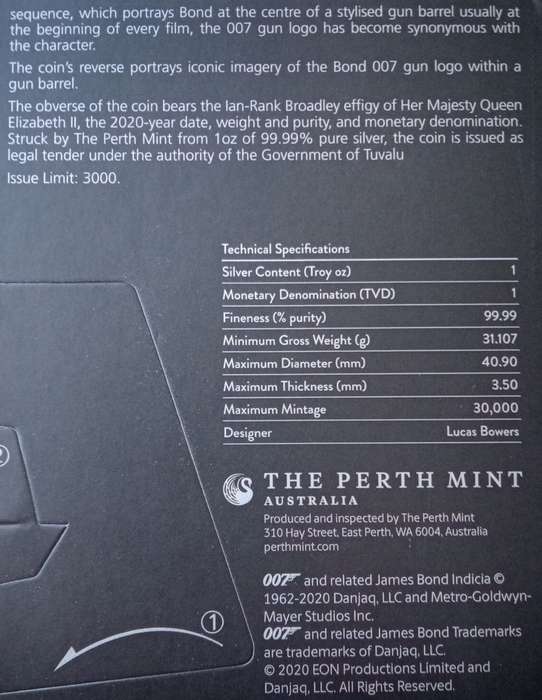 sequence, which portrays Bond at the centre of a stylised gun barrel usually at
the beginning of every film, the 007 gun logo has become synonymous with
the character.
The coin's reverse portrays iconic imagery of the Bond 007 gun logo within a
gun barrel.
The obverse of the coin bears the Ian-Rank Broadley effigy of Her Majesty Queen
Elizabeth II, the 2020-year date, weight and purity, and monetary denomination.
Struck by The Perth Mint from 1oz of 99.99% pure silver, the coin is issued as
legal tender under the authority of the Government of Tuvalu
Issue Limit: 3000.
Technical Specifications
Silver Content (Troy oz) 1
Monetary Denomination (TVD) 1
Fineness (% purity) 99.99
Minimum Gross Weight (g) 31.107
Maximum Diameter (mm) 40.90
Maximum Thickness (mm) 3.50
Maximum Mintage 30,000
Designer Lucas Bowers
2
THE PERTH MINT
AUSTRALIA
Produced and inspected by The Perth Mint
310 Hay Street, East Perth, WA 6004, Australia
perthmint.com
007 and related James Bond Indicia ©
1962-2020 Danjaq, LLC and Metro-Goldwyn-
Mayer Studios Inc.
007 and related James Bond Trademarks
are trademarks of Danjaq, LLC.
© 2020 EON Productions Limited and
Danjaq, LLC. All Rights Reserved.
1